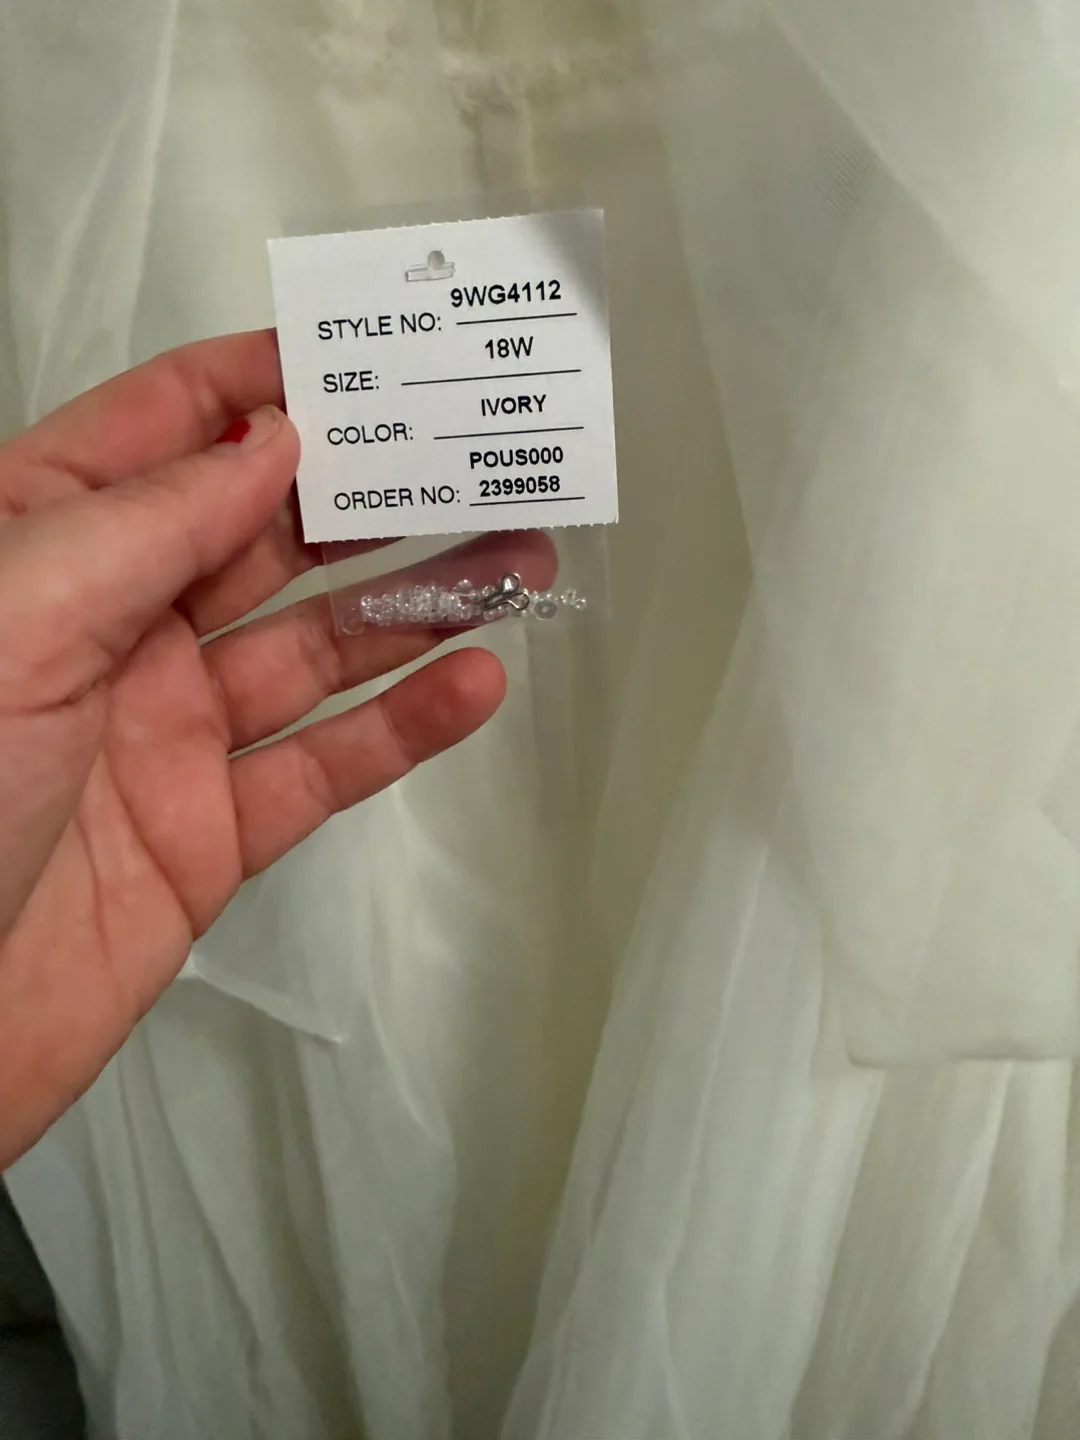 STYLE NO: 9WG4112
SIZE: 18W
COLOR: IVORY
POUS000
ORDER NO: 2399058